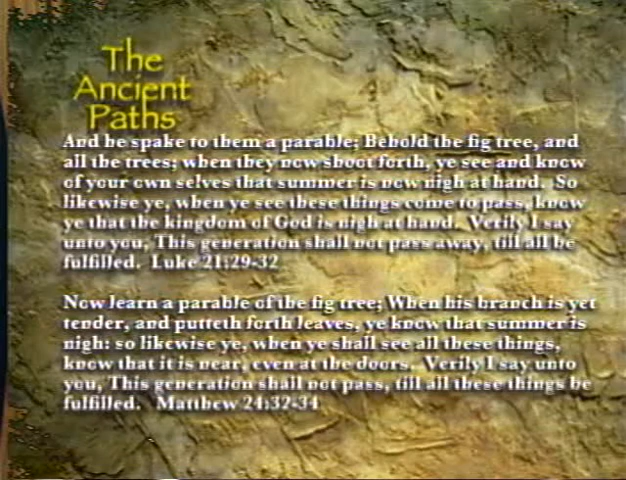 The
Ancient
Paths
And he spake to them a parable; Behold the fig tree, and
all the trees; when they now shoot forth, ye see and know
of your own selves that summer is now nigh at hand. So
likewise ye, when ye see these things come to pass, know
ye that the kingdom of God is nigh at hand. Verily I say
unto you, This generation shall not pass away, till all be
fulfilled. Luke 21:29-32
Now learn a parable of the fig tree; When his branch is yet
tender, and putteth forth leaves, ye know that summer is
nigh: so likewise ye, when ye shall see all these things,
know that it is near, even at the doors. Verily I say unto
you, This generation shall not pass, till all these things be
fulfilled. Matthew 24:32-34